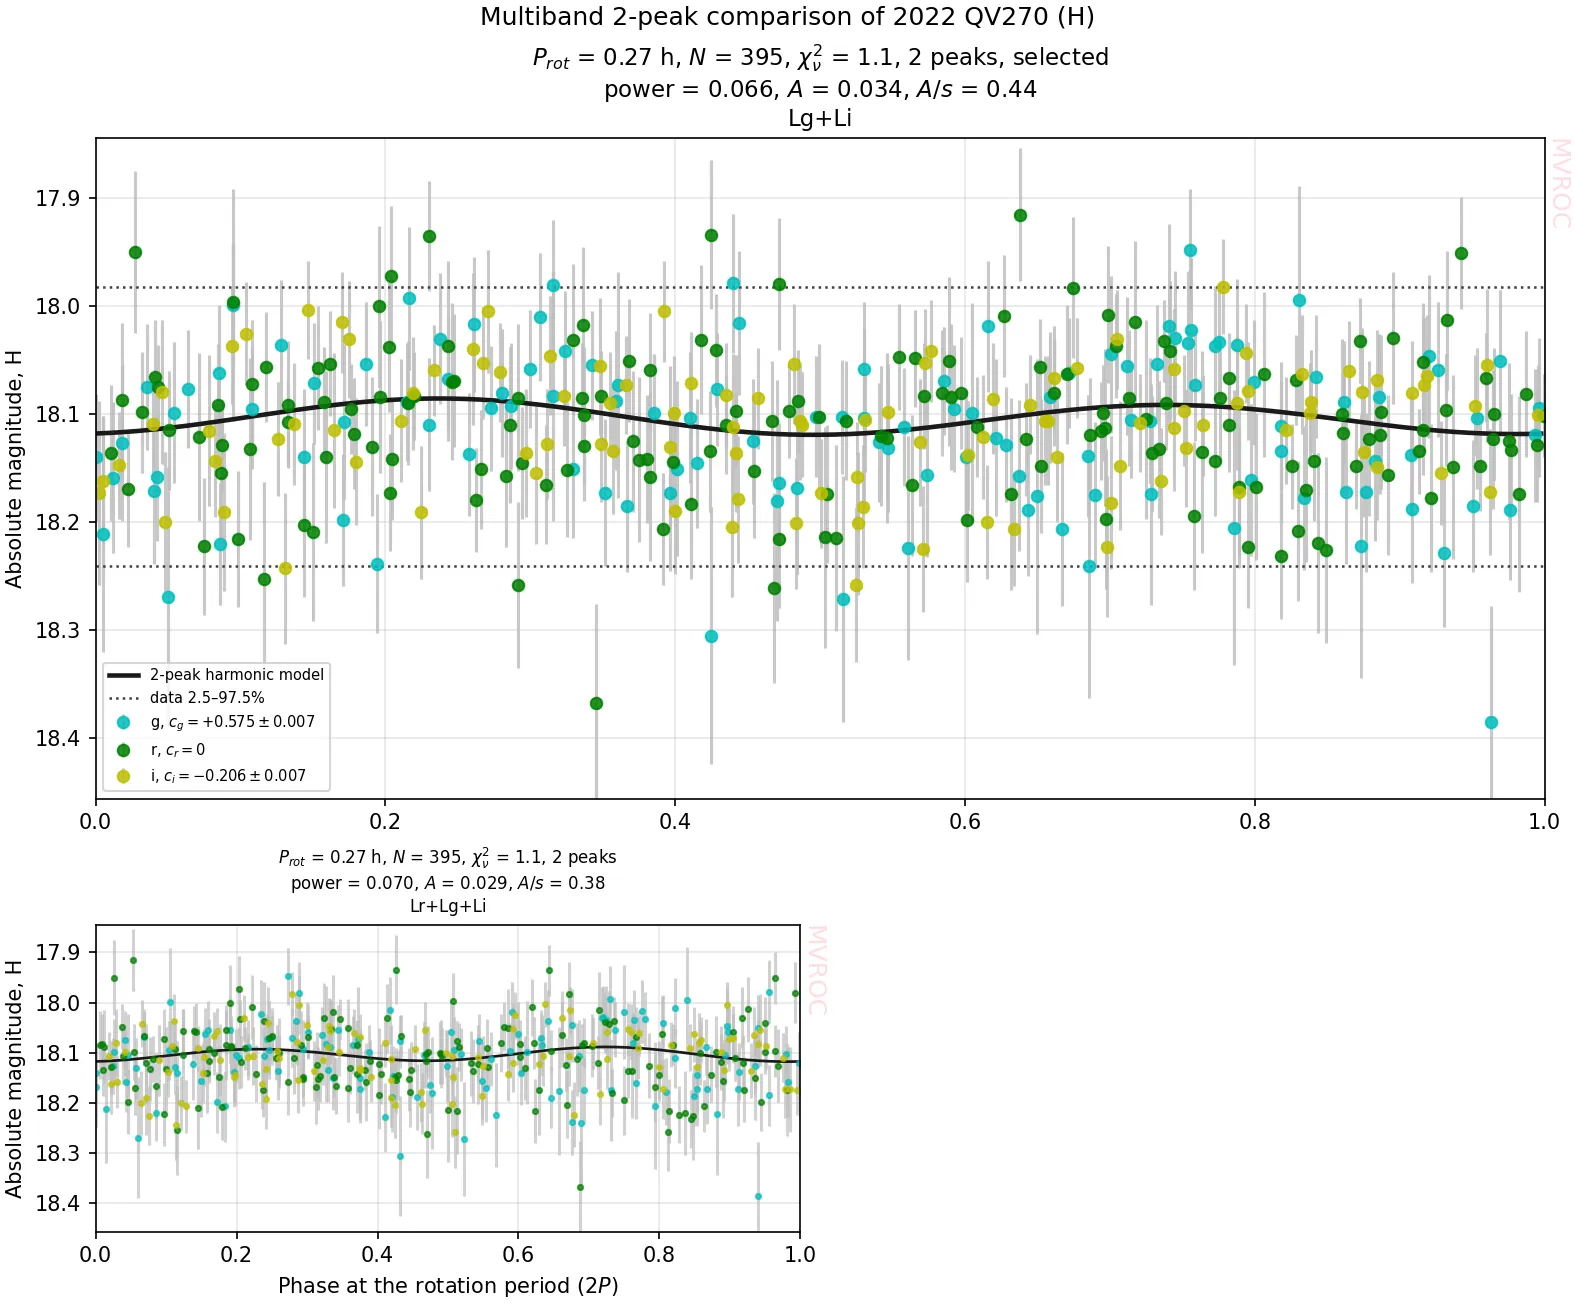 Multiband 2-peak comparison of 2022 QV270 (H)
P_rot = 0.27 h, N = 395, χ²_ν = 1.1, 2 peaks, selected
power = 0.066, A = 0.034, A/s = 0.44
Lg+Li
MVROC
Absolute magnitude, H
17.9
18.0
18.1
18.2
18.3
18.4
2-peak harmonic model
data 2.5–97.5%
g, c_g = +0.575 ± 0.007
r, c_r = 0
i, c_i = −0.206 ± 0.007
0.0 0.2 0.4 0.6 0.8 1.0
P_rot = 0.27 h, N = 395, χ²_ν = 1.1, 2 peaks
power = 0.070, A = 0.029, A/s = 0.38
Lr+Lg+Li
MVROC
Absolute magnitude, H
17.9
18.0
18.1
18.2
18.3
18.4
0.0 0.2 0.4 0.6 0.8 1.0
Phase at the rotation period (2P)